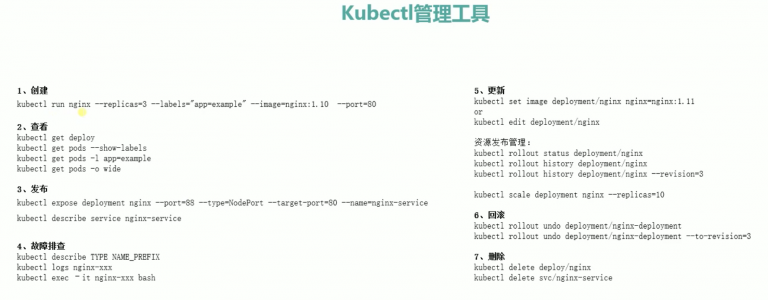 Kubectl管理工具
1、创建
kubectl run nginx --replicas=3 --labels="app=example" --image=nginx:1.10 --port=80
2、查看
kubectl get deploy
kubectl get pods --show-labels
kubectl get pods -l app=example
kubectl get pods -o wide
3、发布
kubectl expose deployment nginx --port=88 --type=NodePort --target-port=80 --name=nginx-service
kubectl describe service nginx-service
4、故障排查
kubectl describe TYPE NAME_PREFIX
kubectl logs nginx-xxx
kubectl exec -it nginx-xxx bash
5、更新
kubectl set image deployment/nginx nginx=nginx:1.11
or
kubectl edit deployment/nginx
资源发布管理:
kubectl rollout status deployment/nginx
kubectl rollout history deployment/nginx
kubectl rollout history deployment/nginx --revision=3
kubectl scale deployment nginx --replicas=10
6、回滚
kubectl rollout undo deployment/nginx-deployment
kubectl rollout undo deployment/nginx-deployment --to-revision=3
7、删除
kubectl delete deploy/nginx
kubectl delete svc/nginx-service